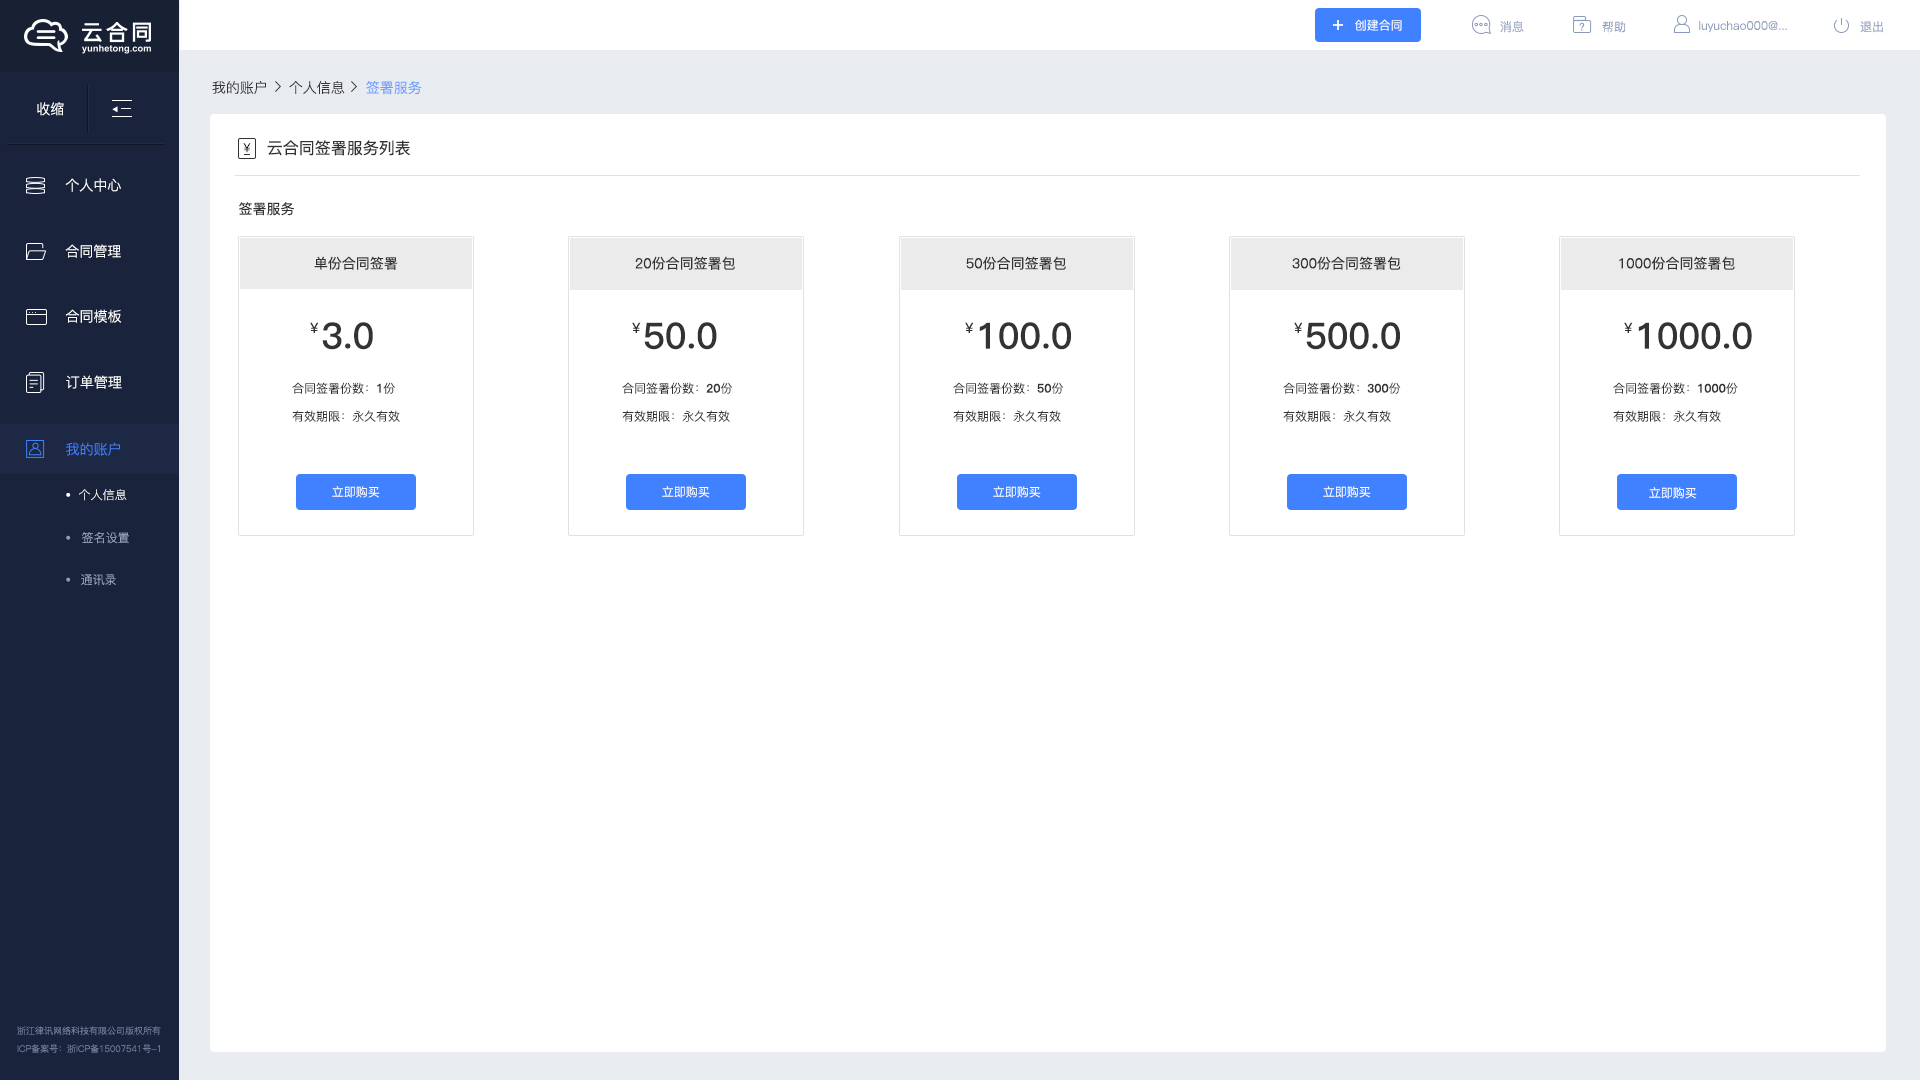 云合同
yunhetong.com
创建合同
消息
帮助
luyuchao000@...
退出
收缩
个人中心
合同管理
合同模板
订单管理
我的账户
个人信息
签名设置
通讯录
浙江律讯网络科技有限公司版权所有
ICP备案号：浙ICP备15007541号-1
我的账户 > 个人信息 > 签署服务
云合同签署服务列表
签署服务
单份合同签署
¥3.0
合同签署份数：1份
有效期限：永久有效
立即购买
20份合同签署包
¥50.0
合同签署份数：20份
有效期限：永久有效
立即购买
50份合同签署包
¥100.0
合同签署份数：50份
有效期限：永久有效
立即购买
300份合同签署包
¥500.0
合同签署份数：300份
有效期限：永久有效
立即购买
1000份合同签署包
¥1000.0
合同签署份数：1000份
有效期限：永久有效
立即购买